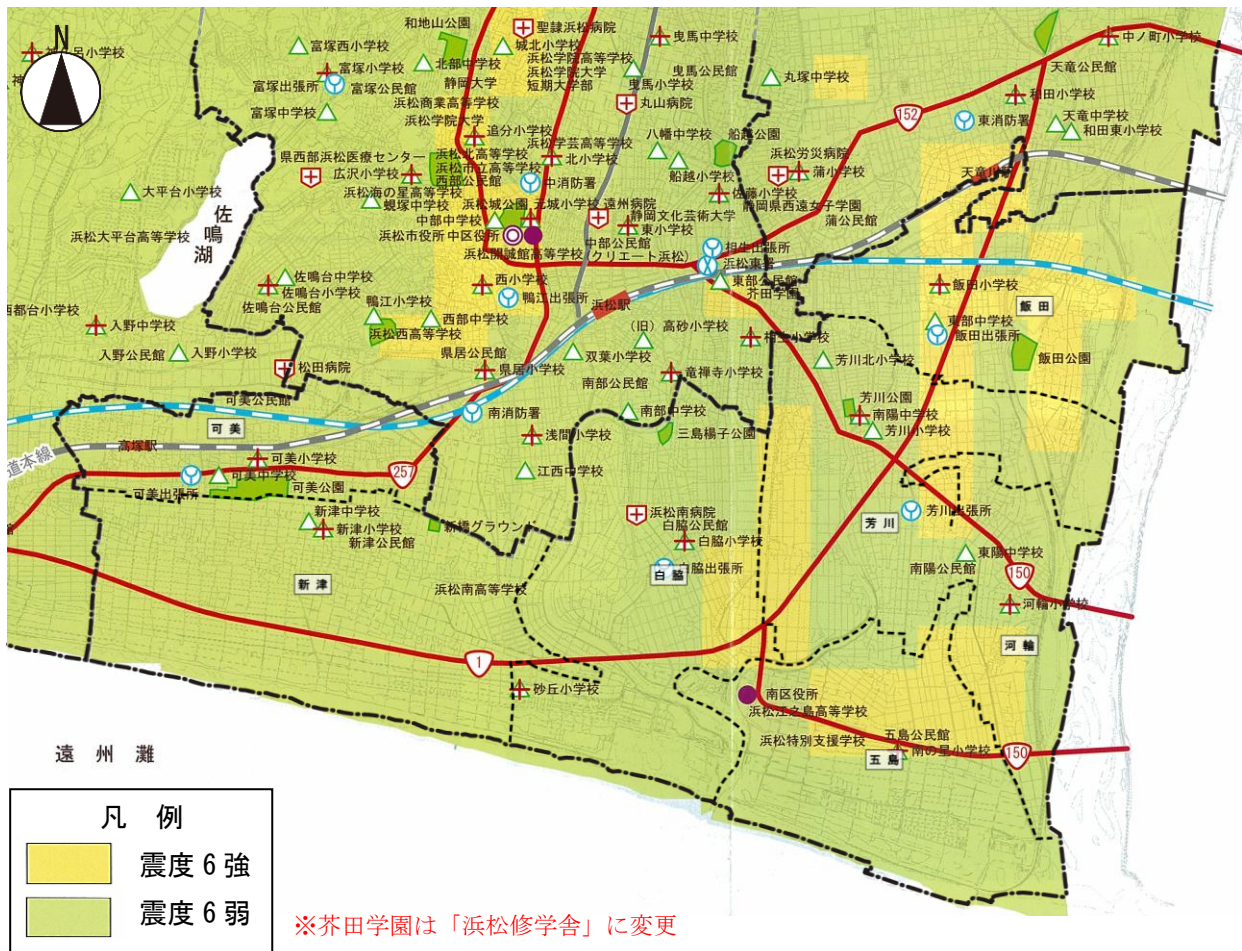 和地山公園
聖隷浜松病院
曳馬中学校
中ノ町小学校
N
富塚西小学校
城北小学校
天竜公民館
北部中学校
浜松学院高等学校
富塚小学校
浜松学院大学
曳馬公民館
丸塚中学校
富塚出張所
富塚公民館
静岡大学
短期大学部
曳馬小学校
和田小学校
浜松商業高等学校
丸山病院
152
東消防署
天竜中学校
富塚中学校
浜松学院大学
追分小学校
八幡中学校
船越公園
和田東小学校
浜松学芸高等学校
県西部浜松医療センター
浜松北高等学校
北小学校
浜松労災病院
広沢小学校
浜松市立高等学校
船越小学校
蒲小学校
天竜川駅
西部公民館
中消防署
大平台小学校
浜松海の星高等学校
佐藤小学校
蜆塚中学校
浜松城公園
元城小学校
遠州病院
静岡県西遠女子学園
佐鳴湖
中部中学校
静岡文化芸術大学
蒲公民館
浜松大平台高等学校
浜松市役所
中区役所
東小学校
中部公民館
相生出張所
浜松開誠館高等学校
(クリエート浜松)
浜松東署
佐鳴台中学校
西小学校
東部公民館
佐鳴台小学校
鴨江出張所
芥田学園
飯田小学校
佐鳴台公民館
鴨江小学校
浜松駅
飯田
西都台小学校
入野中学校
西部中学校
(旧)高砂小学校
東部中学校
浜松西高等学校
相生小学校
飯田出張所
入野公民館
入野小学校
県居公民館
双葉小学校
芳川北小学校
飯田公園
松田病院
県居小学校
竜禅寺小学校
南部公民館
可美公民館
芳川公園
南消防署
南部中学校
南陽中学校
可美
浅間小学校
三島楊子公園
芳川小学校
高塚駅
道本線
可美小学校
257
江西中学校
可美中学校
可美出張所
可美公園
新津中学校
浜松南病院
芳川出張所
新津小学校
新橋グラウンド
白脇公民館
芳川
新津公民館
白脇小学校
東陽中学校
白脇出張所
南陽公民館
新津
浜松南高等学校
白脇
150
河輪小学校
河輪
1
砂丘小学校
南区役所
浜松江之島高等学校
五島公民館
浜松特別支援学校
南の星小学校
遠州灘
五島
150
凡例
震度6強
震度6弱
※芥田学園は「浜松修学舎」に変更